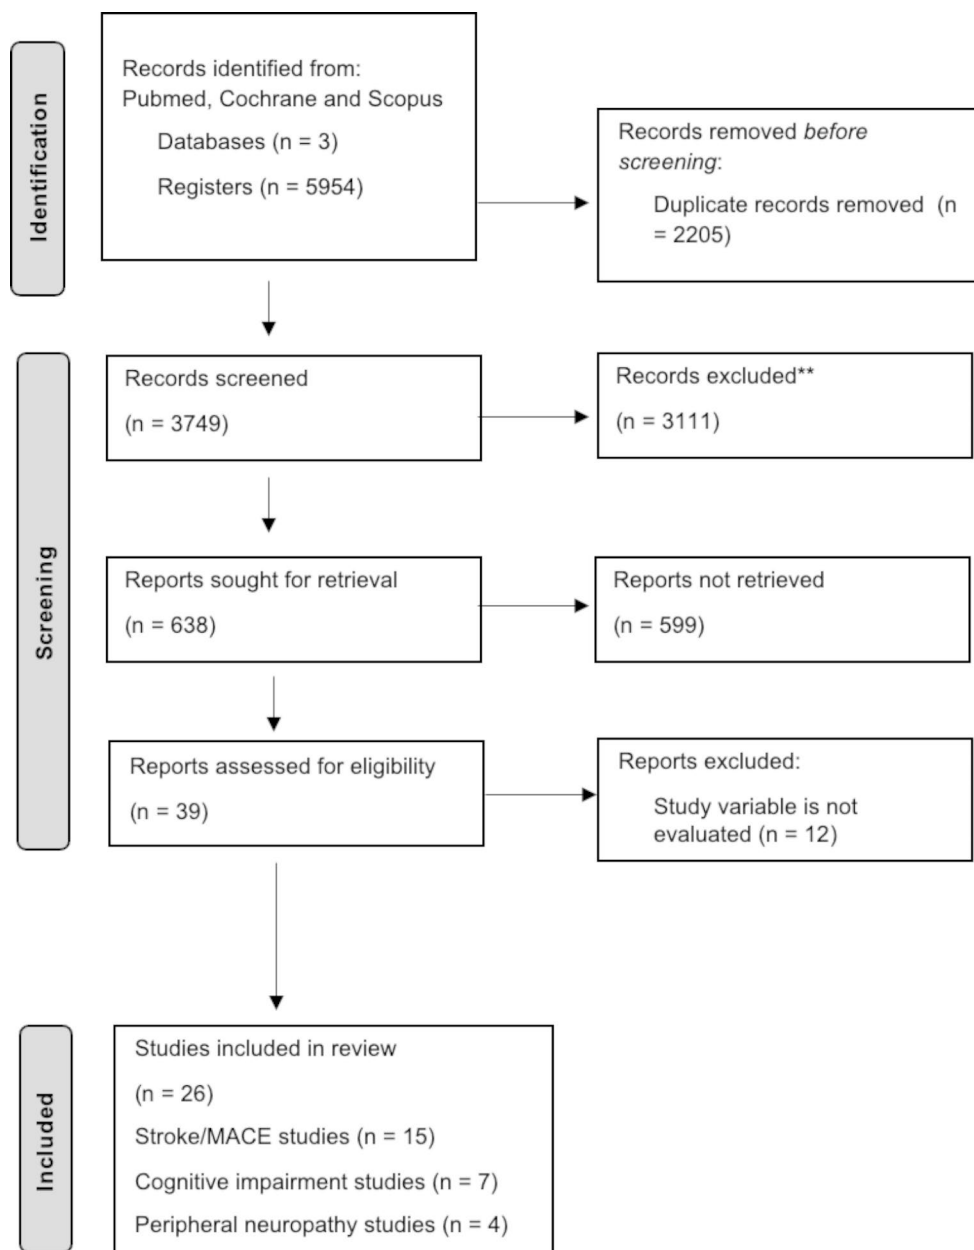 Identification
Records identified from:
Pubmed, Cochrane and Scopus
Databases (n = 3)
Registers (n = 5954)
Records removed before
screening:
Duplicate records removed (n
= 2205)
Screening
Records screened
(n = 3749)
Records excluded**
(n = 3111)
Reports sought for retrieval
(n = 638)
Reports not retrieved
(n = 599)
Reports assessed for eligibility
(n = 39)
Reports excluded:
Study variable is not
evaluated (n = 12)
Included
Studies included in review
(n = 26)
Stroke/MACE studies (n = 15)
Cognitive impairment studies (n = 7)
Peripheral neuropathy studies (n = 4)